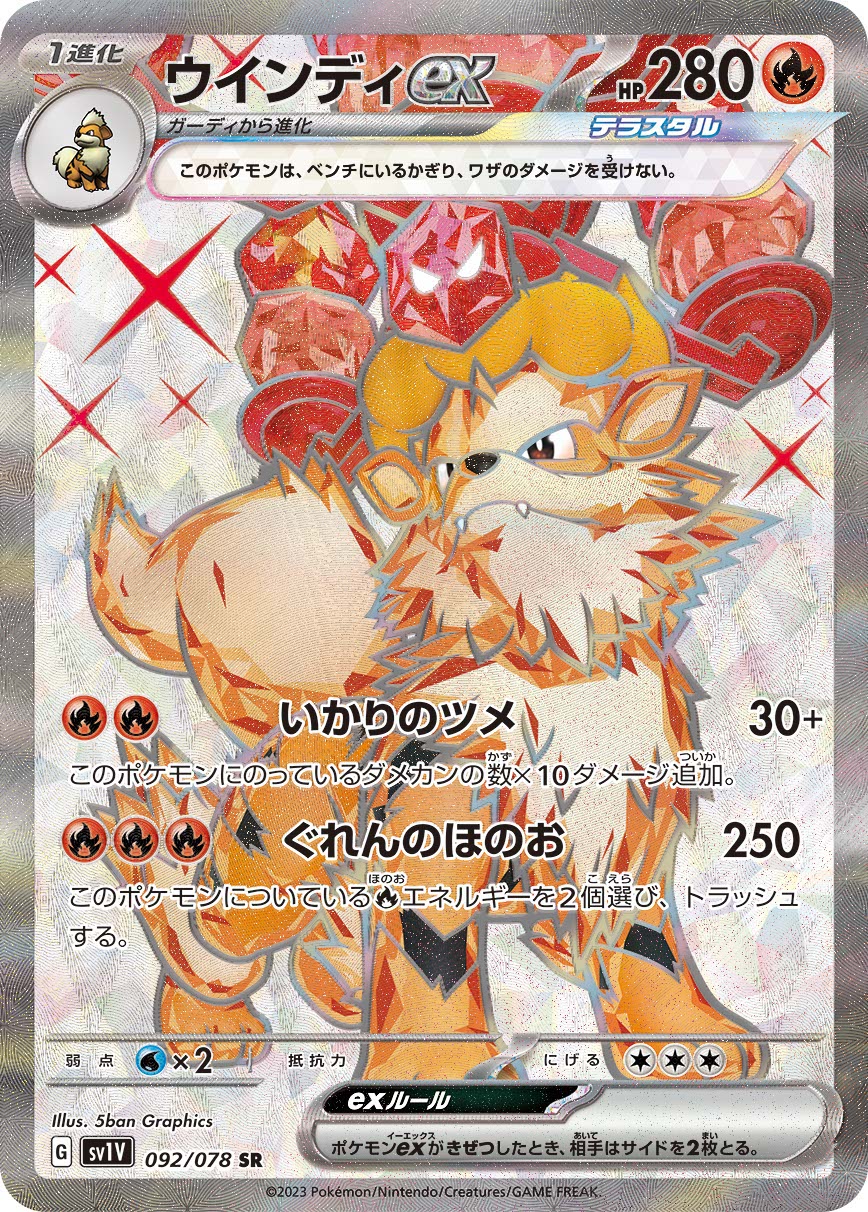 1進化
ウインディex
HP280
ガーディから進化
テラスタル
このポケモンは、ベンチにいるかぎり、ワザのダメージを受けない。
いかりのツメ 30+
このポケモンにのっているダメカンの数×10ダメージ追加。
ぐれんのほのお 250
このポケモンについているエネルギーを2個選び、トラッシュ
する。
弱点 ×2 抵抗力 にげる
exルール
ポケモンexがきぜつしたとき、相手はサイドを2枚とる。
Illus. 5ban Graphics
G sv1V 092/078 SR
©2023 Pokémon/Nintendo/Creatures/GAME FREAK.